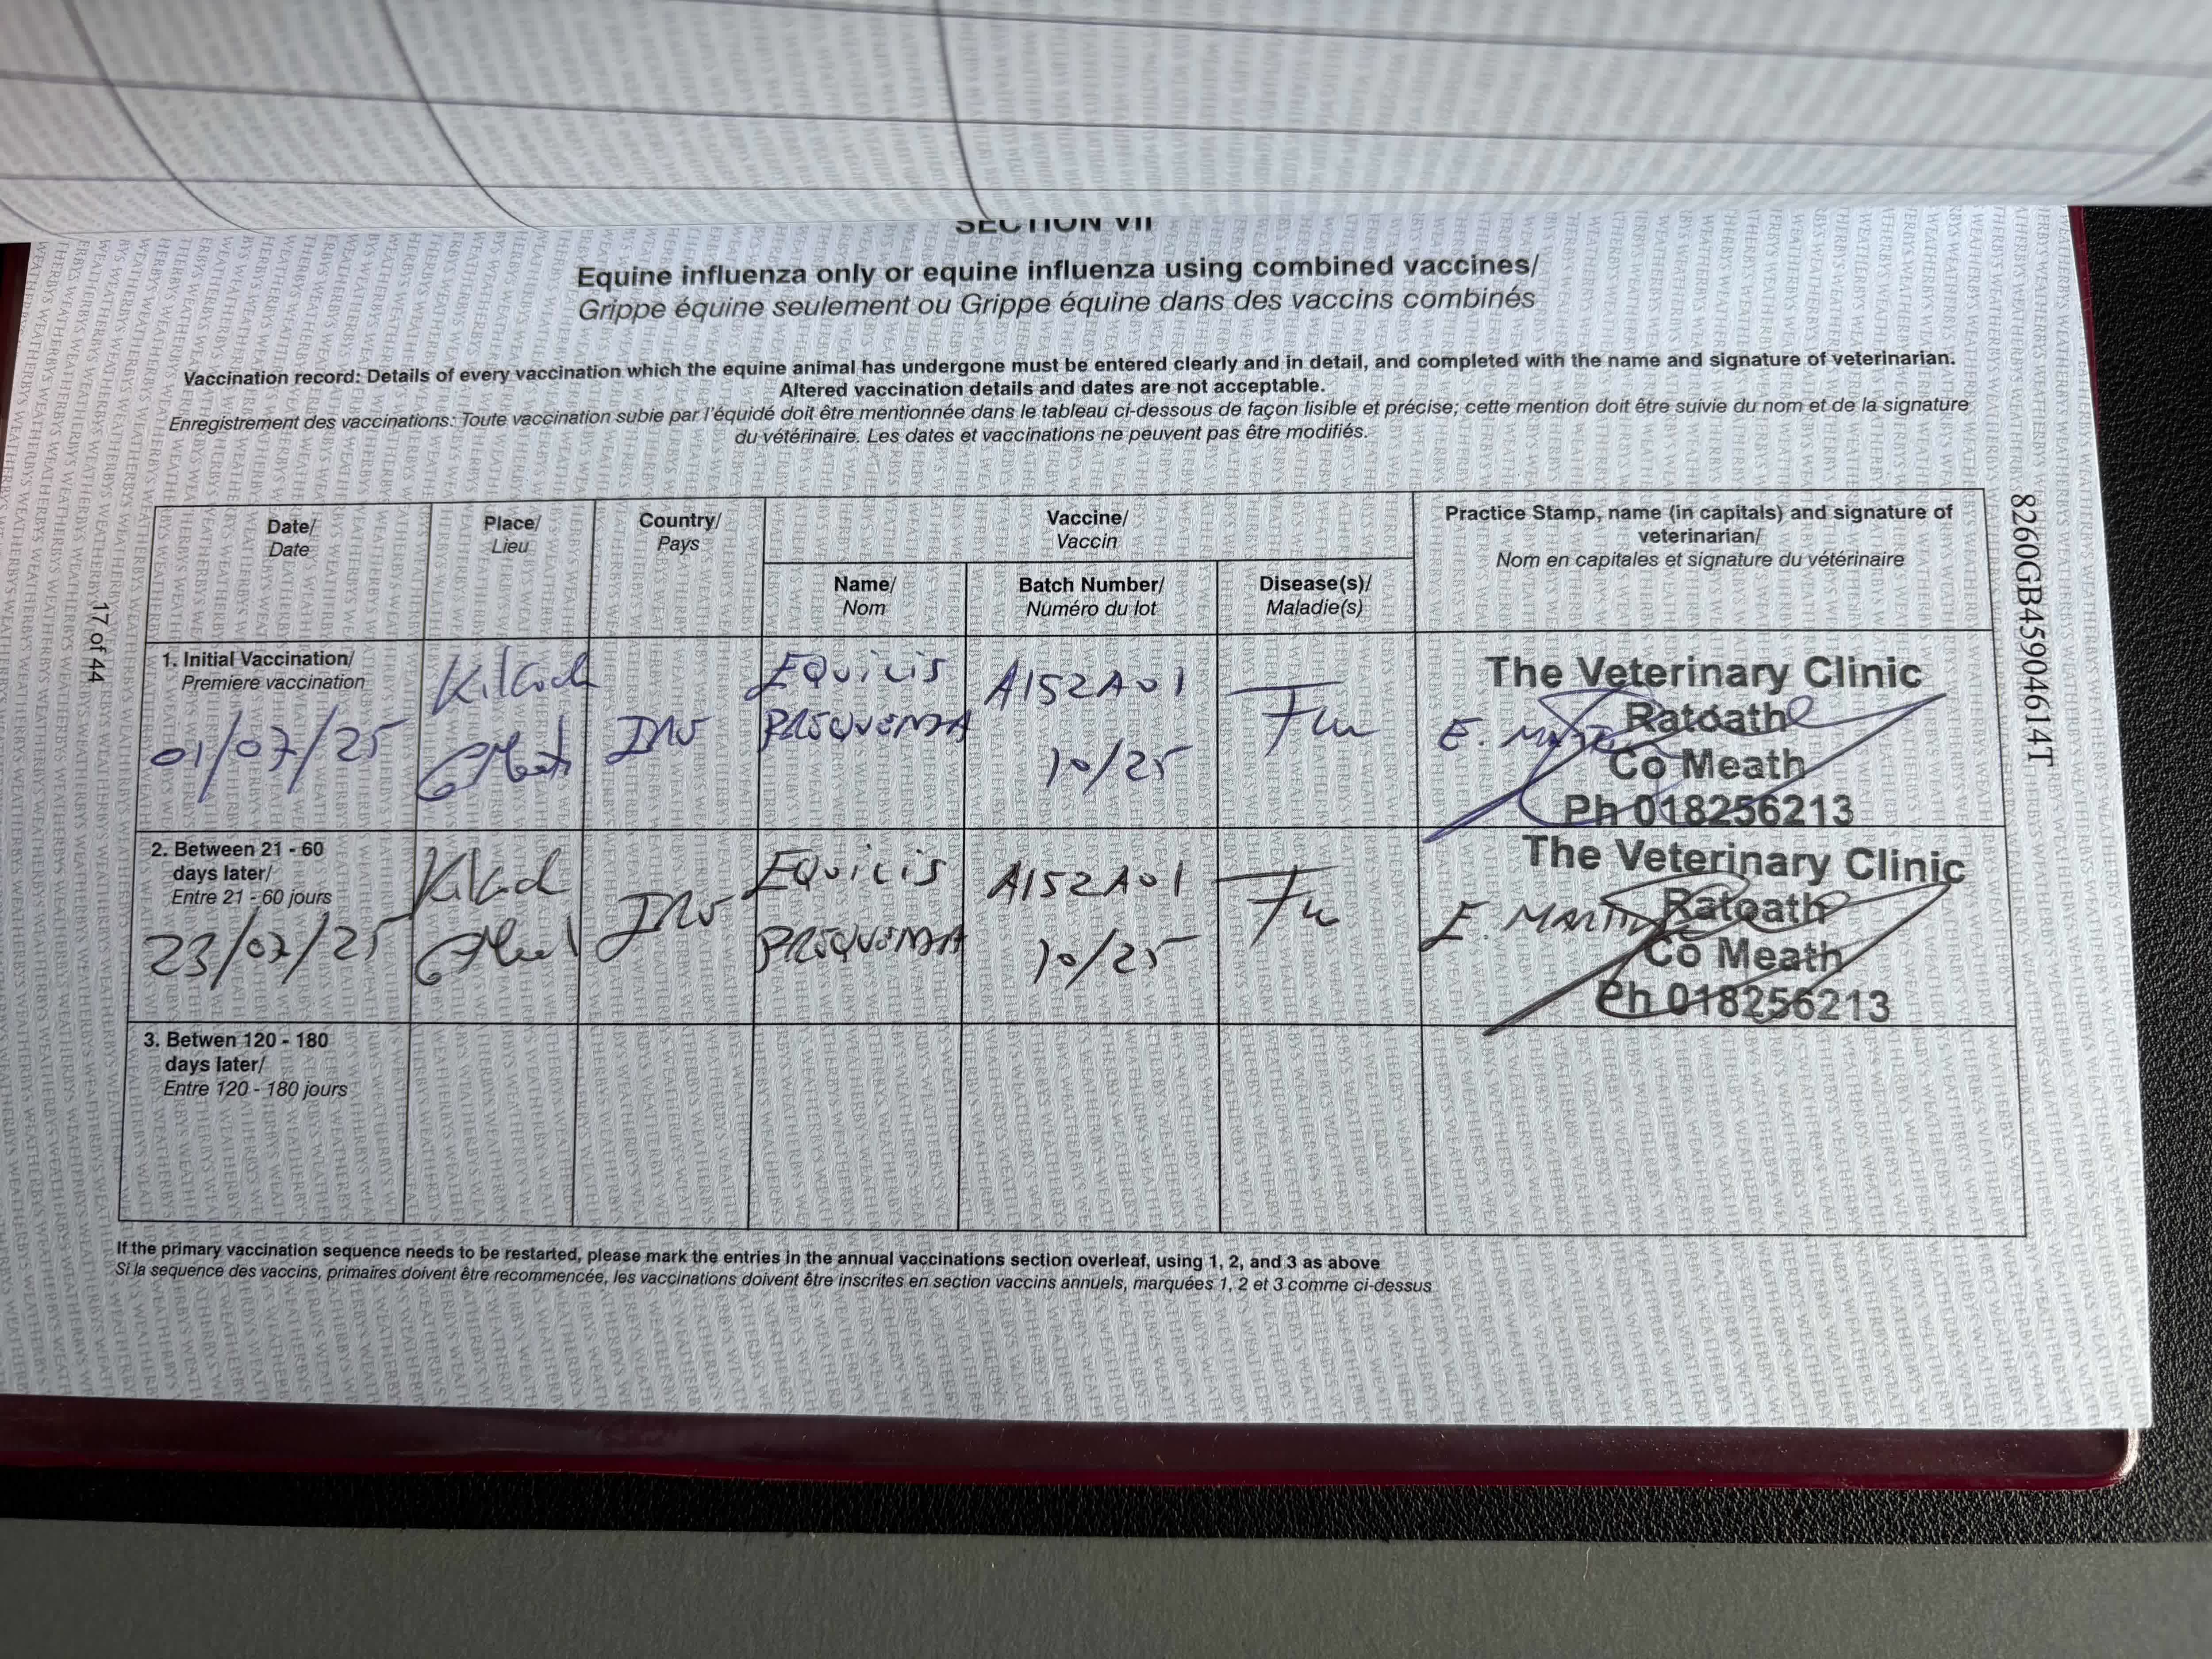 SECTION VII
Equine influenza only or equine influenza using combined vaccines/
Grippe équine seulement ou Grippe équine dans des vaccins combinés
Vaccination record: Details of every vaccination which the equine animal has undergone must be entered clearly and in detail, and completed with the name and signature of veterinarian.
Altered vaccination details and dates are not acceptable.
Enregistrement des vaccinations: Toute vaccination subie par l'équidé doit être mentionnée dans le tableau ci-dessous de façon lisible et précise; cette mention doit être suivie du nom et de la signature
du vétérinaire. Les dates et vaccinations ne peuvent pas être modifiés.
Date/
Date
Place/
Lieu
Country/
Pays
Vaccine/
Vaccin
Name/
Nom
Batch Number/
Numéro du lot
Disease(s)/
Maladie(s)
Practice Stamp, name (in capitals) and signature of
veterinarian/
Nom en capitales et signature du vétérinaire
1. Initial Vaccination/
Premiere vaccination
01/07/25
EQUILIS
PREQUENZA
A152A01
10/25
Flu
The Veterinary Clinic
Ratoath
Co Meath
Ph 018256213
2. Between 21 - 60
days later/
Entre 21 - 60 jours
23/07/25
EQUILIS
PREQUENZA
A152A01
10/25
Flu
E. MARTIN
The Veterinary Clinic
Ratoath
Co Meath
Ph 018256213
3. Betwen 120 - 180
days later/
Entre 120 - 180 jours
If the primary vaccination sequence needs to be restarted, please mark the entries in the annual vaccinations section overleaf, using 1, 2, and 3 as above
Si la sequence des vaccins, primaires doivent être recommencée, les vaccinations doivent être inscrites en section vaccins annuels, marquées 1, 2 et 3 comme ci-dessus
17 of 44
8260GB45904614T